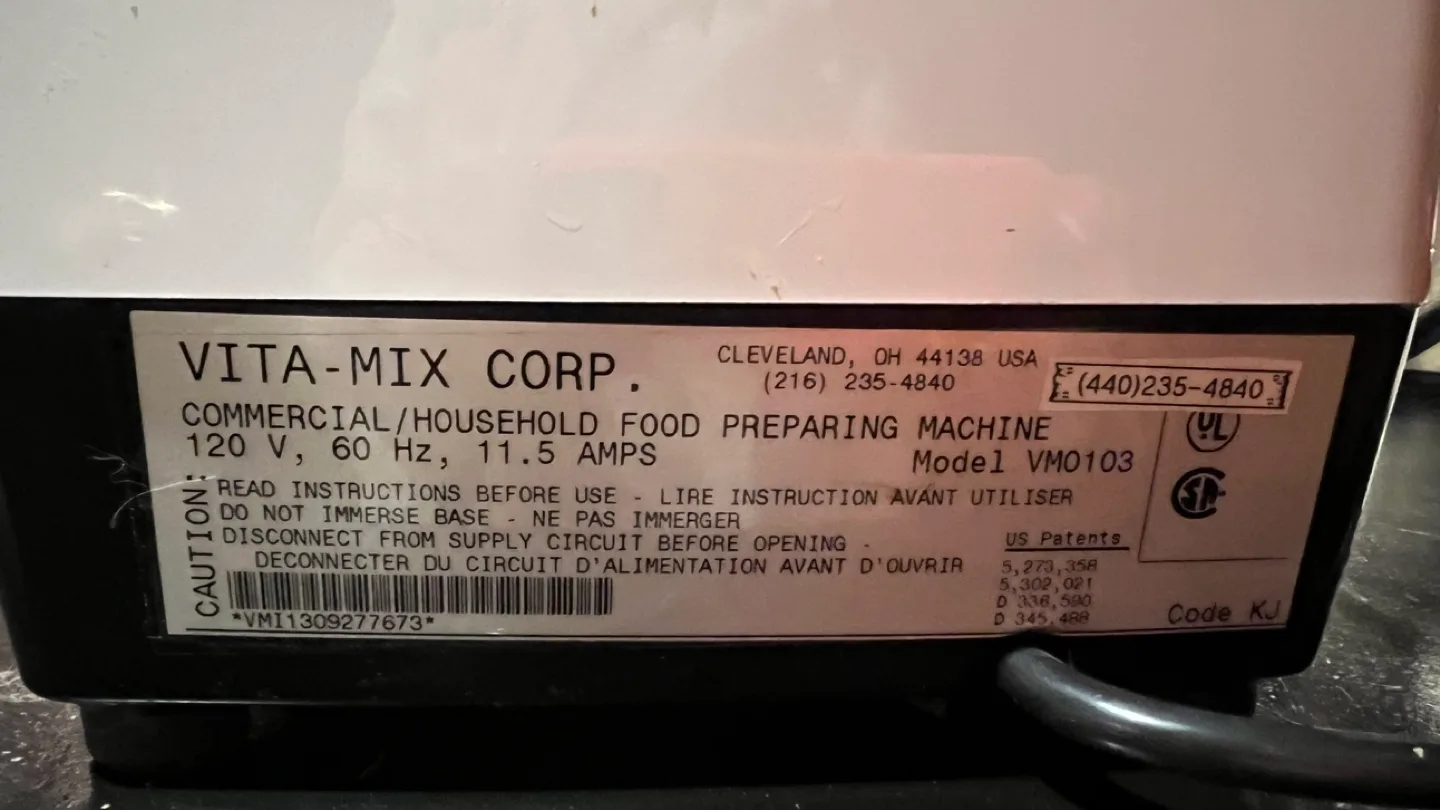 VITA-MIX CORP.
CLEVELAND, OH 44138 USA
(216) 235-4840
(440)235-4840
COMMERCIAL/HOUSEHOLD FOOD PREPARING MACHINE
120 V, 60 Hz, 11.5 AMPS
Model VM0103
UL
SA
CAUTION:
READ INSTRUCTIONS BEFORE USE - LIRE INSTRUCTION AVANT UTILISER
DO NOT IMMERSE BASE - NE PAS IMMERGER
DISCONNECT FROM SUPPLY CIRCUIT BEFORE OPENING -
DECONNECTER DU CIRCUIT D'ALIMENTATION AVANT D'OUVRIR
*VMI1309277673*
US Patents
5,273,358
5,302,021
D 336,590
D 345,488
Code KJ